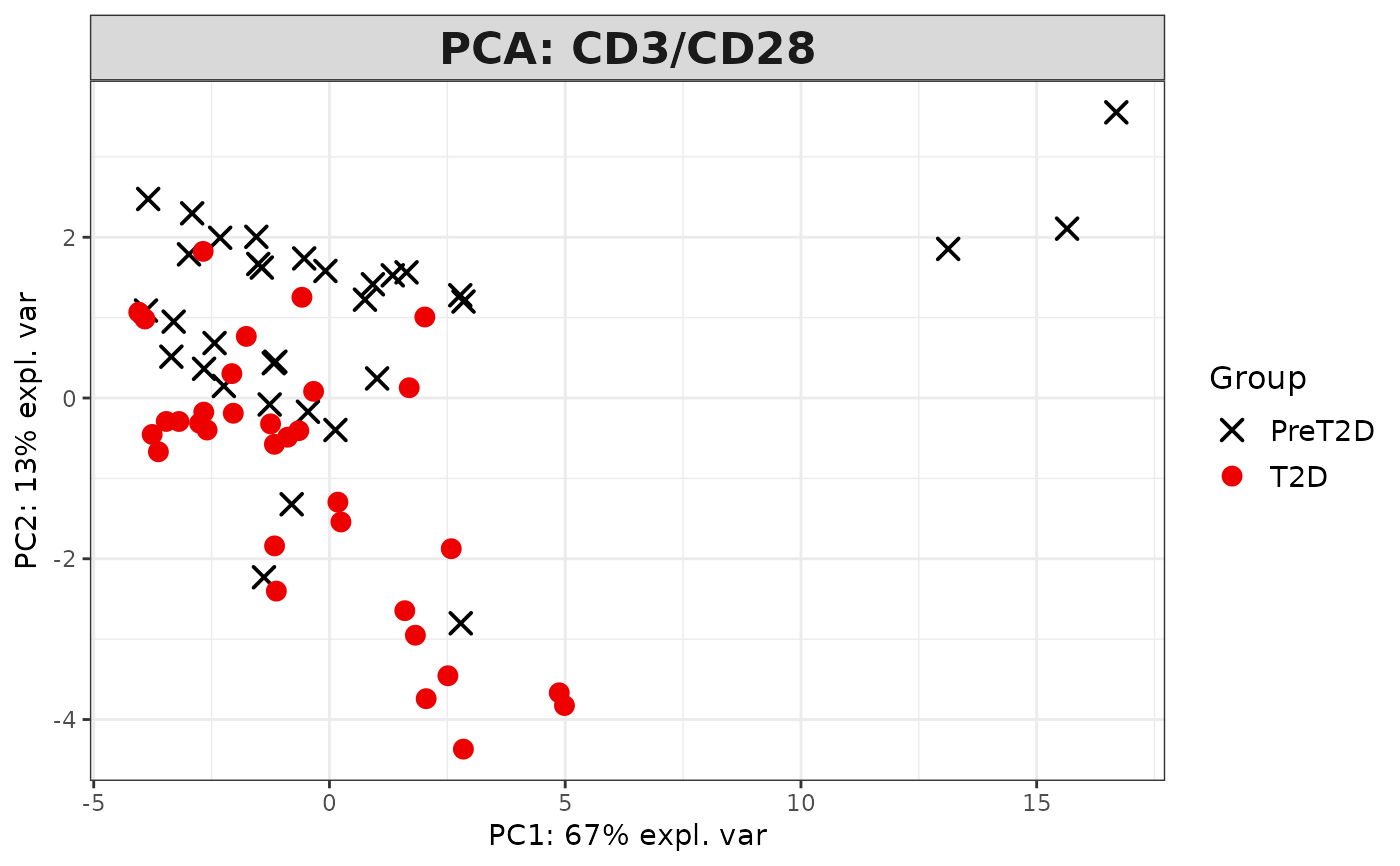 PCA: CD3/CD28
PC2: 13% expl. var
2
0
-2
-4
-5
0
5
10
15
PC1: 67% expl. var
Group
PreT2D
T2D